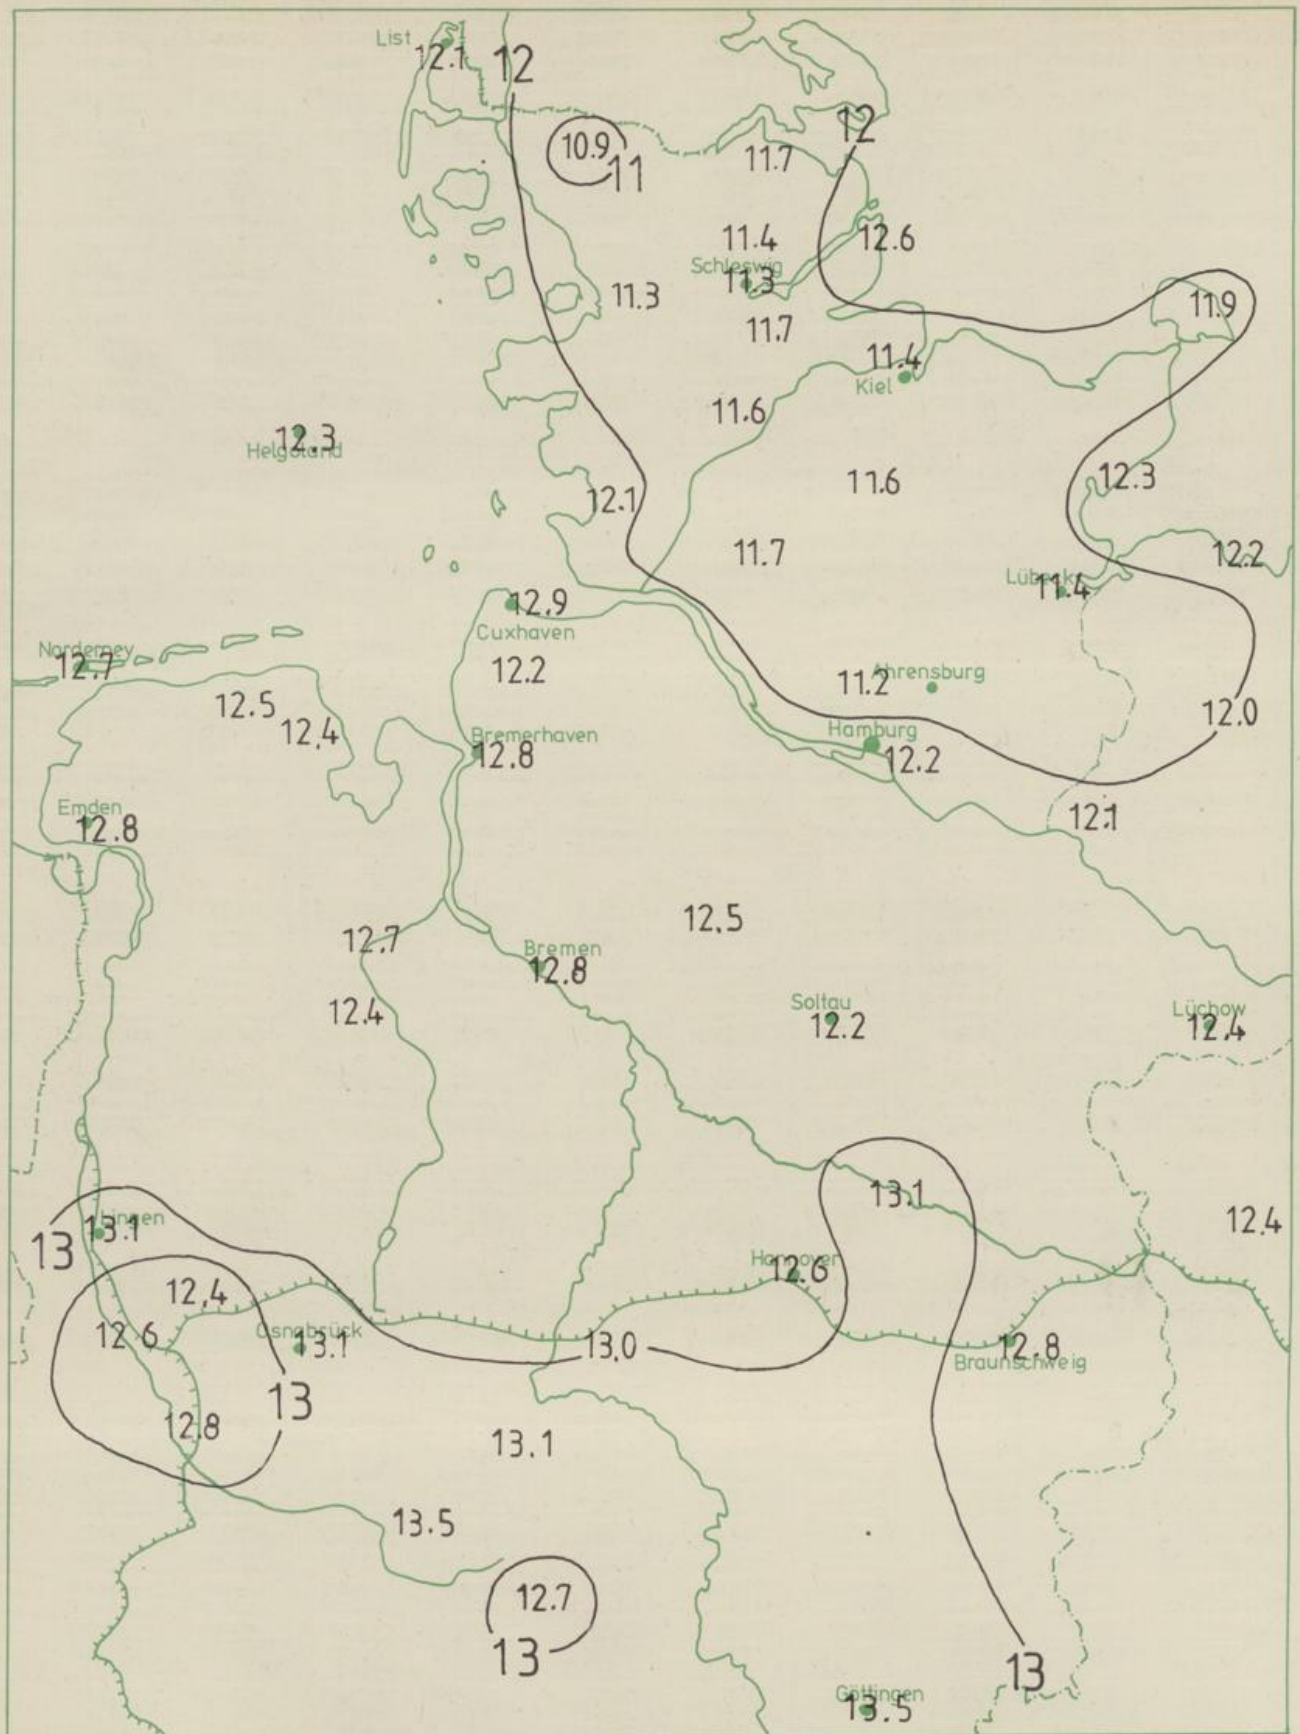 List
12.1
12
12
10.9
11
11.7
11.4
12.6
Schleswig
11.3
11.3
11.9
11.7
11.4
Kiel
11.6
12.3
Helgoland
12.3
11.6
12.1
11.7
12.2
Lübeck
11.4
12.9
Cuxhaven
Norderney
12.7
12.2
Ahrensburg
11.2
12.5
12.4
12.0
Hamburg
Bremerhaven
12.8
12.2
Emden
12.8
12.1
12.5
12.7
Bremen
12.8
12.4
Soltau
12.2
Lüchow
12.4
13.1
Lingen
13.1
12.4
13
Hannover
12.6
12.4
12.6
Osnabrück
13.1
13.0
12.8
Braunschweig
13
12.8
13.1
13.5
12.7
13
13
Göttingen
13.5